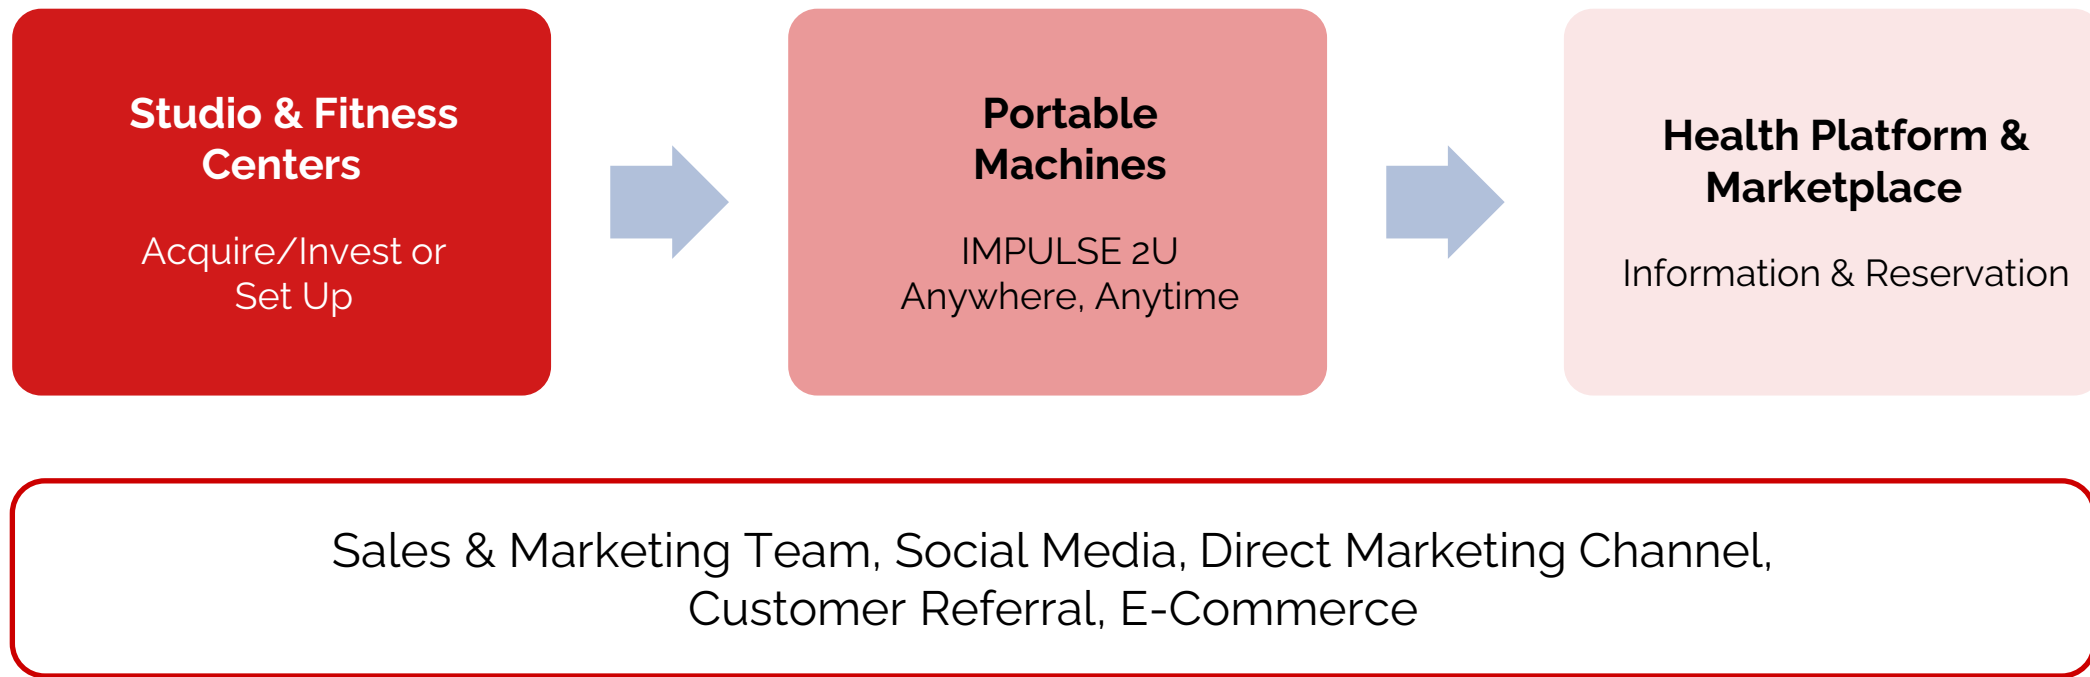 Studio & Fitness
Centers
Acquire/Invest or
Set Up
Portable
Machines
IMPULSE 2U
Anywhere, Anytime
Health Platform &
Marketplace
Information & Reservation
Sales & Marketing Team, Social Media, Direct Marketing Channel,
Customer Referral, E-Commerce